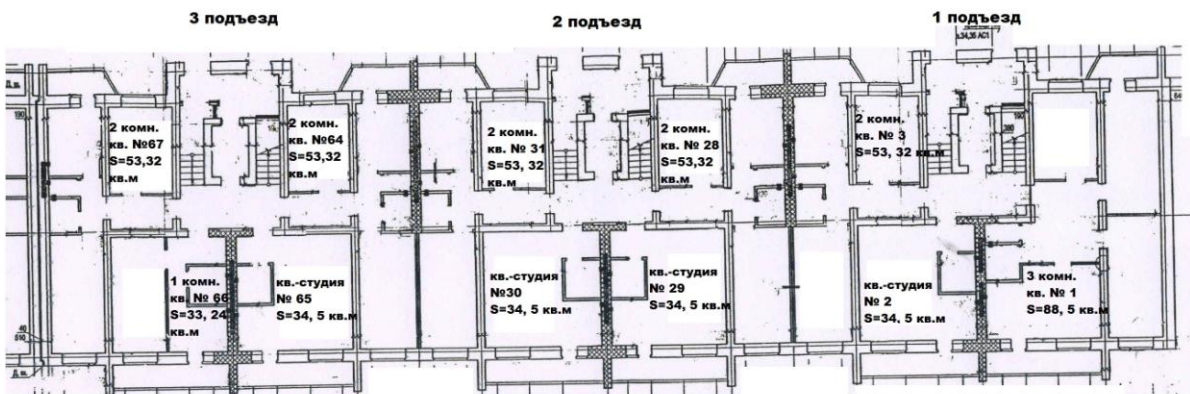 3 подъезд
2 подъезд
1 подъезд
2 комн.
кв. №67
S=53,32
кв.м
2 комн.
кв. №64
S=53,32
кв.м
2 комн.
кв. № 31
S=53, 32
кв.м
2 комн.
кв. № 28
S=53,32
кв.м
2 комн.
кв. № 3
S=53, 32 кв.м
1 комн.
кв. № 66
S=33, 24
кв.м
кв.-студия
№ 65
S=34, 5 кв.м
кв.-студия
№30
S=34, 5 кв.м
кв.-студия
№ 29
S=34, 5 кв.м
кв.-студия
№ 2
S=34, 5 кв.м
3 комн.
кв. № 1
S=88, 5 кв.м